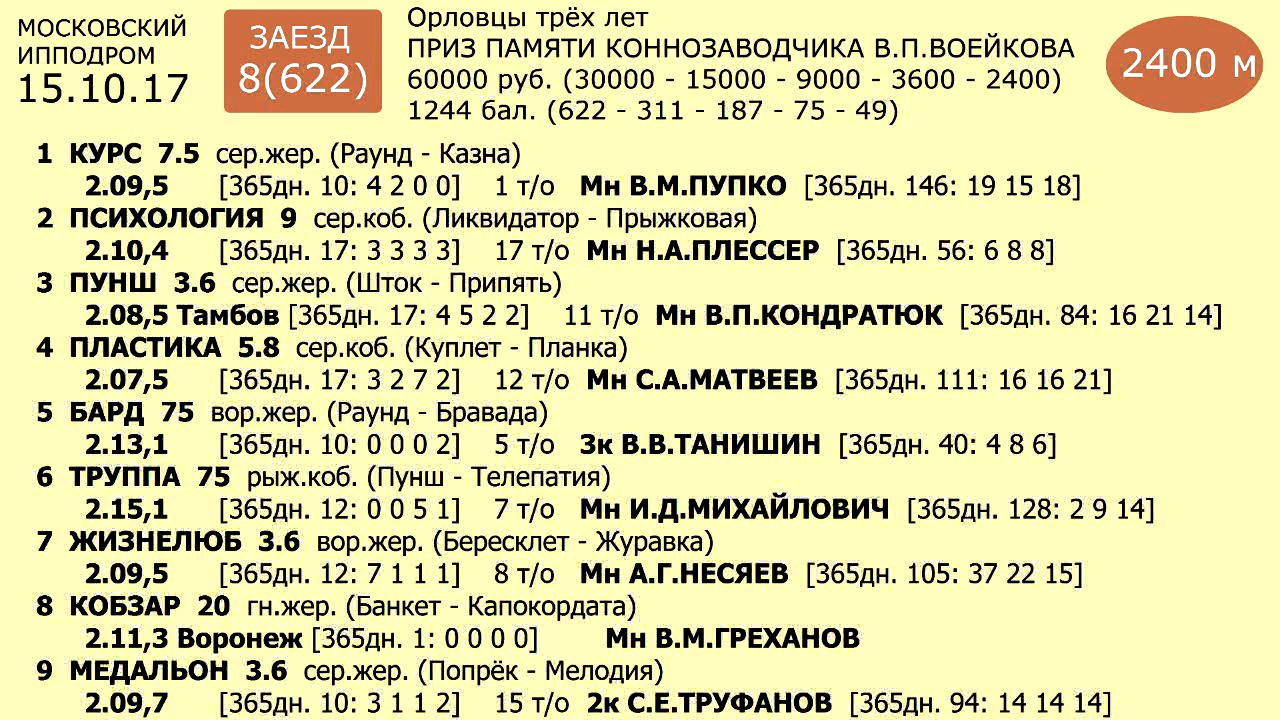 МОСКОВСКИЙ
ИППОДРОМ
15.10.17
ЗАЕЗД
8(622)
Орловцы трёх лет
ПРИЗ ПАМЯТИ КОННОЗАВОДЧИКА В.П.ВОЕЙКОВА
60000 руб. (30000 - 15000 - 9000 - 3600 - 2400)
1244 бал. (622 - 311 - 187 - 75 - 49)
2400 м
1 КУРС 7.5 сер.жер. (Раунд - Казна)
2.09,5 [365дн. 10: 4 2 0 0] 1 т/о Мн В.М.ПУПКО [365дн. 146: 19 15 18]
2 ПСИХОЛОГИЯ 9 сер.коб. (Ликвидатор - Прыжковая)
2.10,4 [365дн. 17: 3 3 3 3] 17 т/о Мн Н.А.ПЛЕССЕР [365дн. 56: 6 8 8]
3 ПУНШ 3.6 сер.жер. (Шток - Припять)
2.08,5 Тамбов [365дн. 17: 4 5 2 2] 11 т/о Мн В.П.КОНДРАТЮК [365дн. 84: 16 21 14]
4 ПЛАСТИКА 5.8 сер.коб. (Куплет - Планка)
2.07,5 [365дн. 17: 3 2 7 2] 12 т/о Мн С.А.МАТВЕЕВ [365дн. 111: 16 16 21]
5 БАРД 75 вор.жер. (Раунд - Бравада)
2.13,1 [365дн. 10: 0 0 0 2] 5 т/о 3к В.В.ТАНИШИН [365дн. 40: 4 8 6]
6 ТРУППА 75 рыж.коб. (Пунш - Телепатия)
2.15,1 [365дн. 12: 0 0 5 1] 7 т/о Мн И.Д.МИХАЙЛОВИЧ [365дн. 128: 2 9 14]
7 ЖИЗНЕЛЮБ 3.6 вор.жер. (Бересклет - Журавка)
2.09,5 [365дн. 12: 7 1 1 1] 8 т/о Мн А.Г.НЕСЯЕВ [365дн. 105: 37 22 15]
8 КОБЗАР 20 гн.жер. (Банкет - Капокордата)
2.11,3 Воронеж [365дн. 1: 0 0 0 0] Мн В.М.ГРЕХАНОВ
9 МЕДАЛЬОН 3.6 сер.жер. (Попрёк - Мелодия)
2.09,7 [365дн. 10: 3 1 1 2] 15 т/о 2к С.Е.ТРУФАНОВ [365дн. 94: 14 14 14]